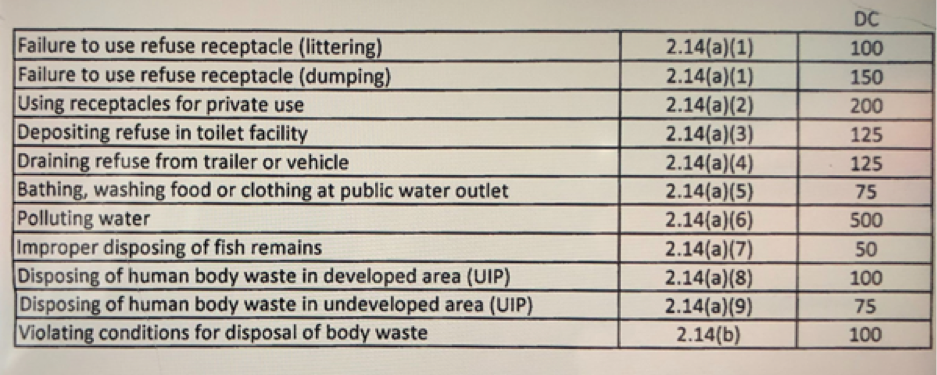 DC
Failure to use refuse receptacle (littering) 2.14(a)(1) 100
Failure to use refuse receptacle (dumping) 2.14(a)(1) 150
Using receptacles for private use 2.14(a)(2) 200
Depositing refuse in toilet facility 2.14(a)(3) 125
Draining refuse from trailer or vehicle 2.14(a)(4) 125
Bathing, washing food or clothing at public water outlet 2.14(a)(5) 75
Polluting water 2.14(a)(6) 500
Improper disposing of fish remains 2.14(a)(7) 50
Disposing of human body waste in developed area (UIP) 2.14(a)(8) 100
Disposing of human body waste in undeveloped area (UIP) 2.14(a)(9) 75
Violating conditions for disposal of body waste 2.14(b) 100